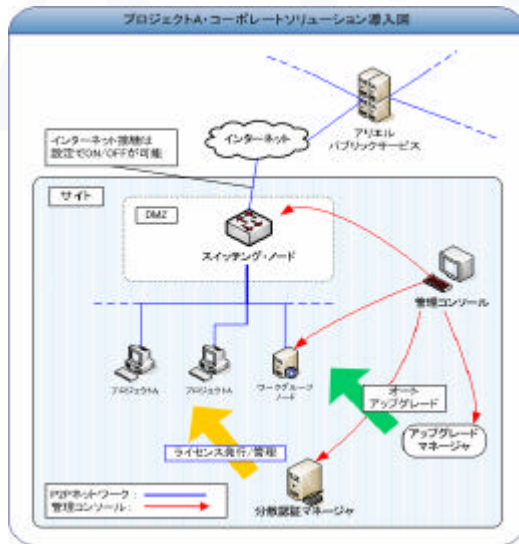 プロジェクトA・コーポレートソリューション導入図
アリエル
パブリックサービス
インターネット
インターネット接続は
設定でON/OFFが可能
サイト
DMZ
スイッチング・ノード
管理コンソール
プロジェクトA
プロジェクトA
ワークグループ
ノード
オート
アップグレード
アップグレード
マネージャ
ライセンス発行/管理
分散認証マネージャ
P2Pネットワーク：
管理コンソール：